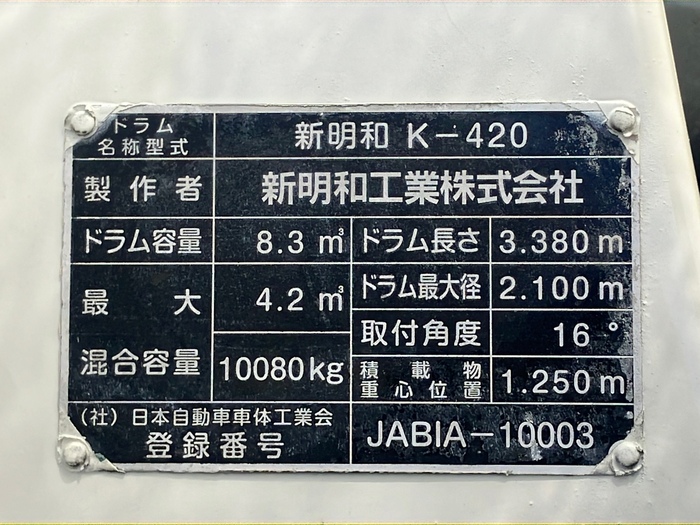 ドラム
名称型式
新明和 K-420
製作者
新明和工業株式会社
ドラム容量
8.3 m³
ドラム長さ
3.380 m
最大
4.2 m³
ドラム最大径
2.100 m
混合容量
10080kg
取付角度
16°
積載物
重心位置
1.250 m
(社)日本自動車車体工業会
登録番号
JABIA-10003